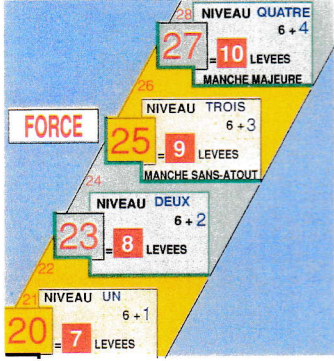 28
NIVEAU QUATRE
6 + 4
27
= 10 LEVEES
MANCHE MAJEURE
26
NIVEAU TROIS
6 + 3
FORCE
25
= 9 LEVEES
MANCHE SANS-ATOUT
24
NIVEAU DEUX
6 + 2
23
= 8 LEVEES
22
21
NIVEAU UN
6 + 1
20
= 7 LEVEES